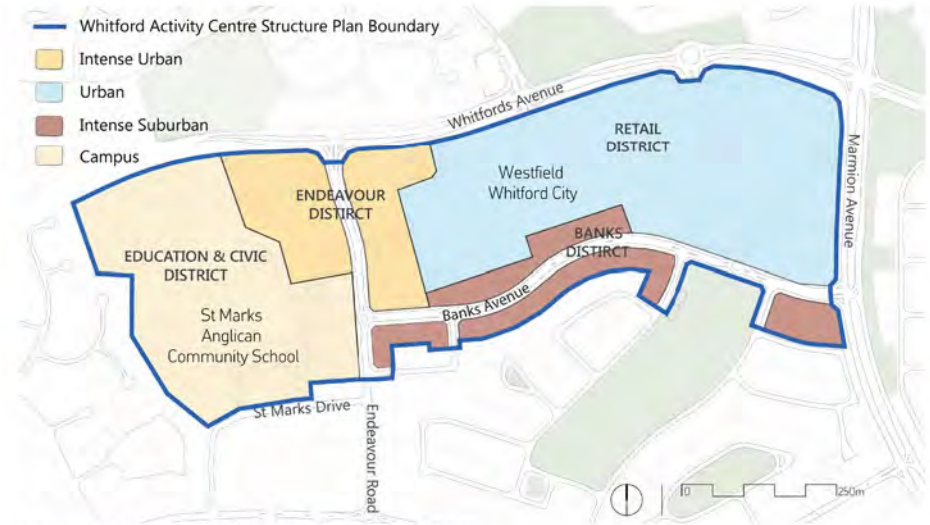 Whitford Activity Centre Structure Plan Boundary
Intense Urban
Urban
Intense Suburban
Campus
Whitfords Avenue
RETAIL
DISTRICT
Marmion Avenue
Westfield
Whitford City
ENDEAVOUR
DISTIRCT
BANKS
DISTIRCT
EDUCATION & CIVIC
DISTRICT
Banks Avenue
St Marks
Anglican
Community School
St Marks Drive
Endeavour Road
0
250m